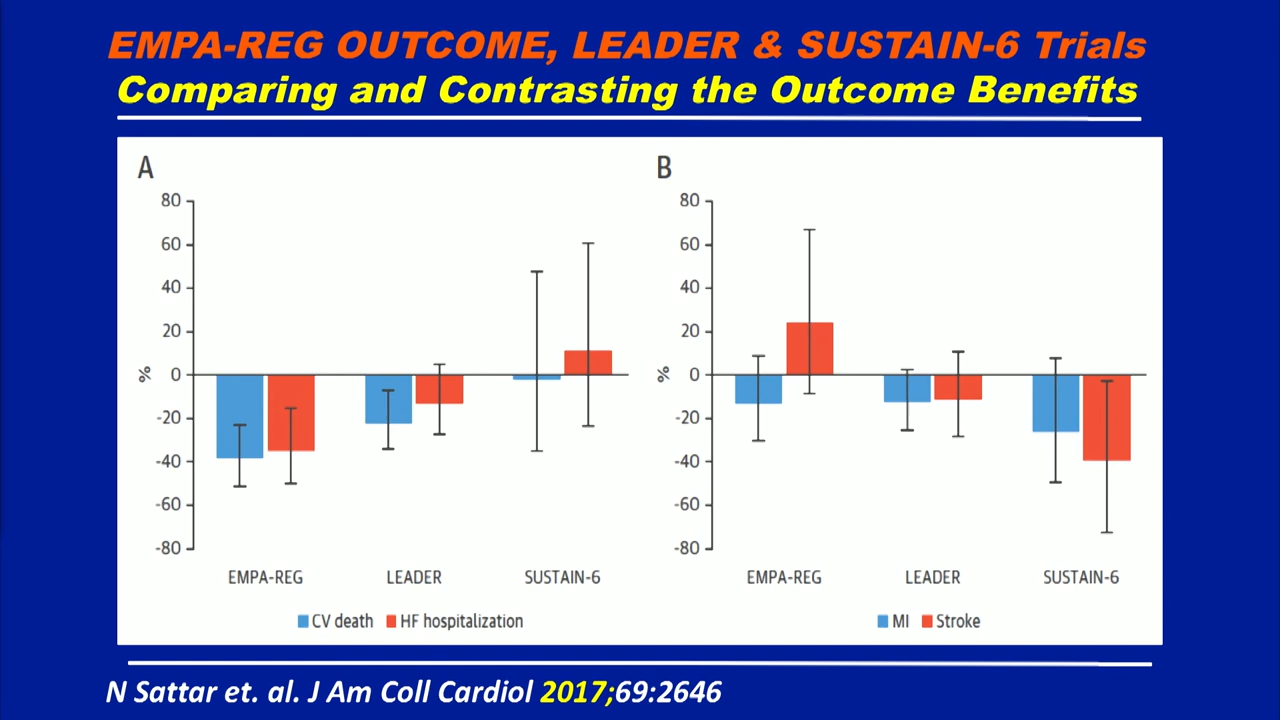 EMPA-REG OUTCOME, LEADER & SUSTAIN-6 Trials
Comparing and Contrasting the Outcome Benefits
A
80
60
40
20
0
-20
-40
-60
-80
%
EMPA-REG LEADER SUSTAIN-6
CV death HF hospitalization
B
80
60
40
20
0
-20
-40
-60
-80
%
EMPA-REG LEADER SUSTAIN-6
MI Stroke
N Sattar et. al. J Am Coll Cardiol 2017;69:2646